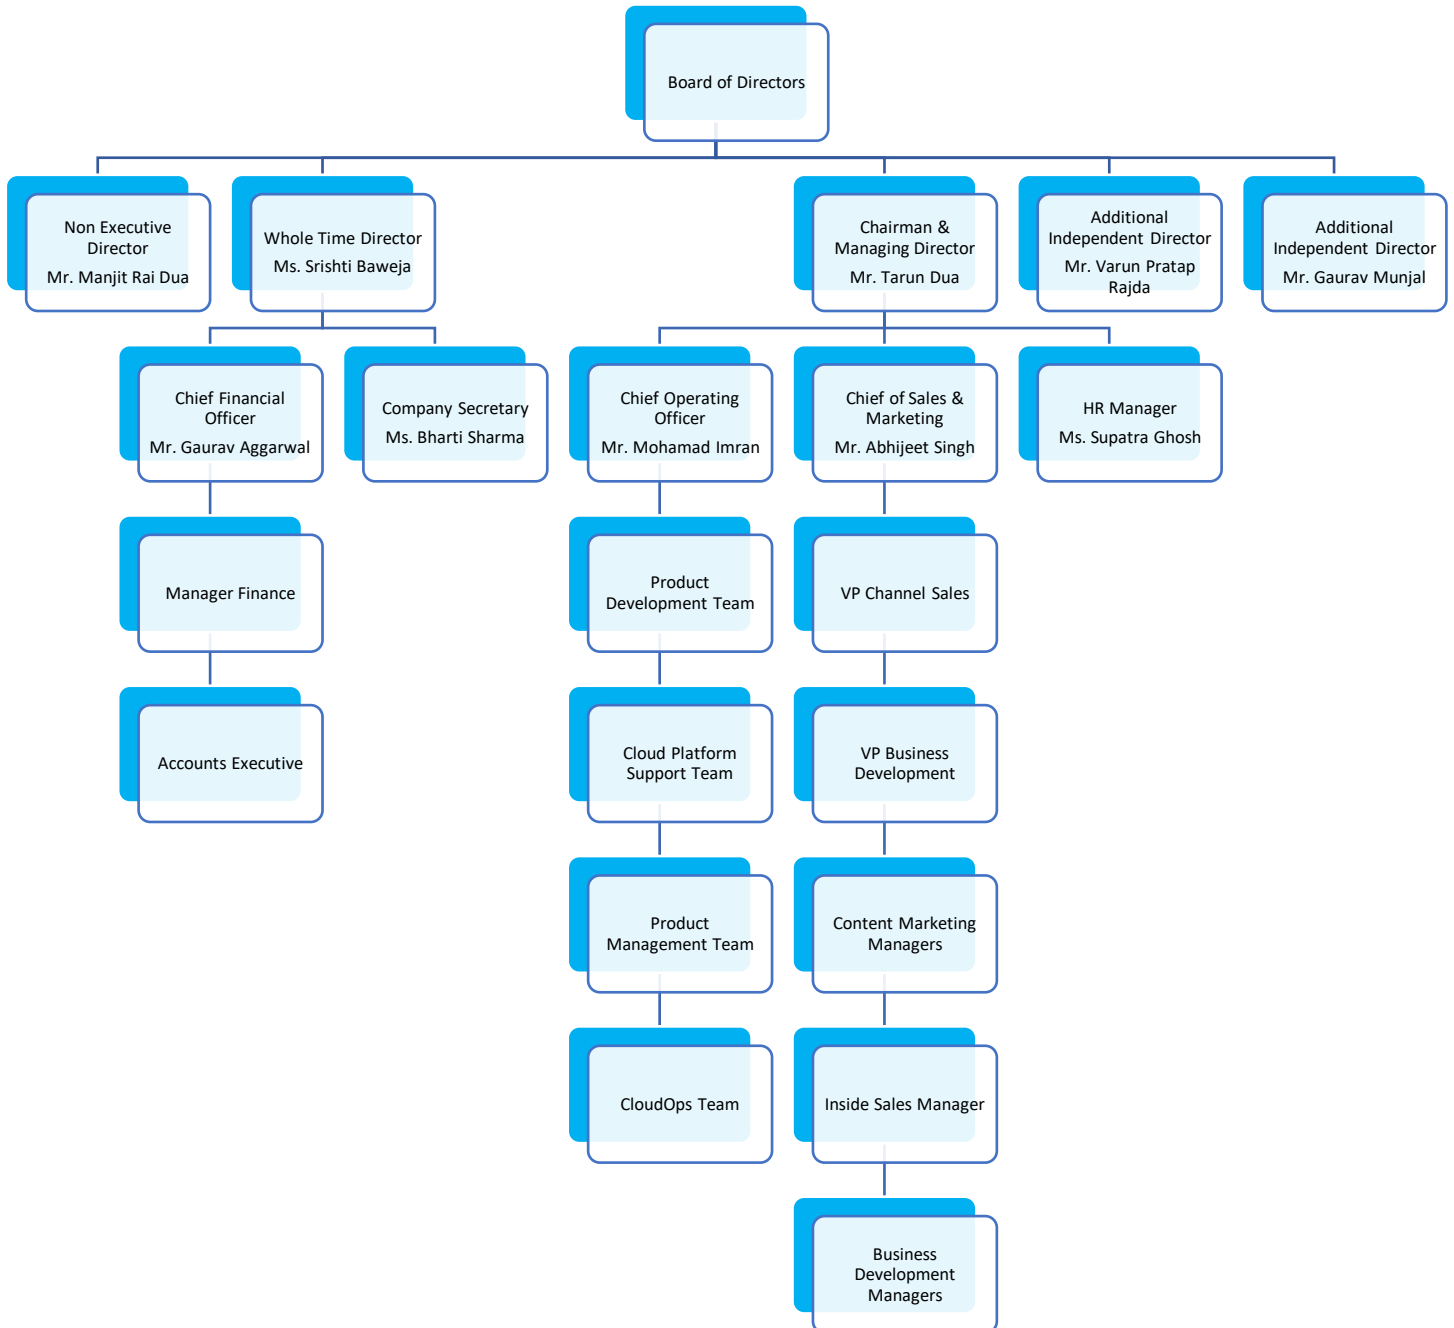 Board of Directors
Non Executive
Director
Mr. Manjit Rai Dua
Whole Time Director
Ms. Srishti Baweja
Chairman &
Managing Director
Mr. Tarun Dua
Additional
Independent Director
Mr. Varun Pratap
Rajda
Additional
Independent Director
Mr. Gaurav Munjal
Chief Financial
Officer
Mr. Gaurav Aggarwal
Company Secretary
Ms. Bharti Sharma
Chief Operating
Officer
Mr. Mohamad Imran
Chief of Sales &
Marketing
Mr. Abhijeet Singh
HR Manager
Ms. Supatra Ghosh
Manager Finance
Product
Development Team
VP Channel Sales
Accounts Executive
Cloud Platform
Support Team
VP Business
Development
Product
Management Team
Content Marketing
Managers
CloudOps Team
Inside Sales Manager
Business
Development
Managers